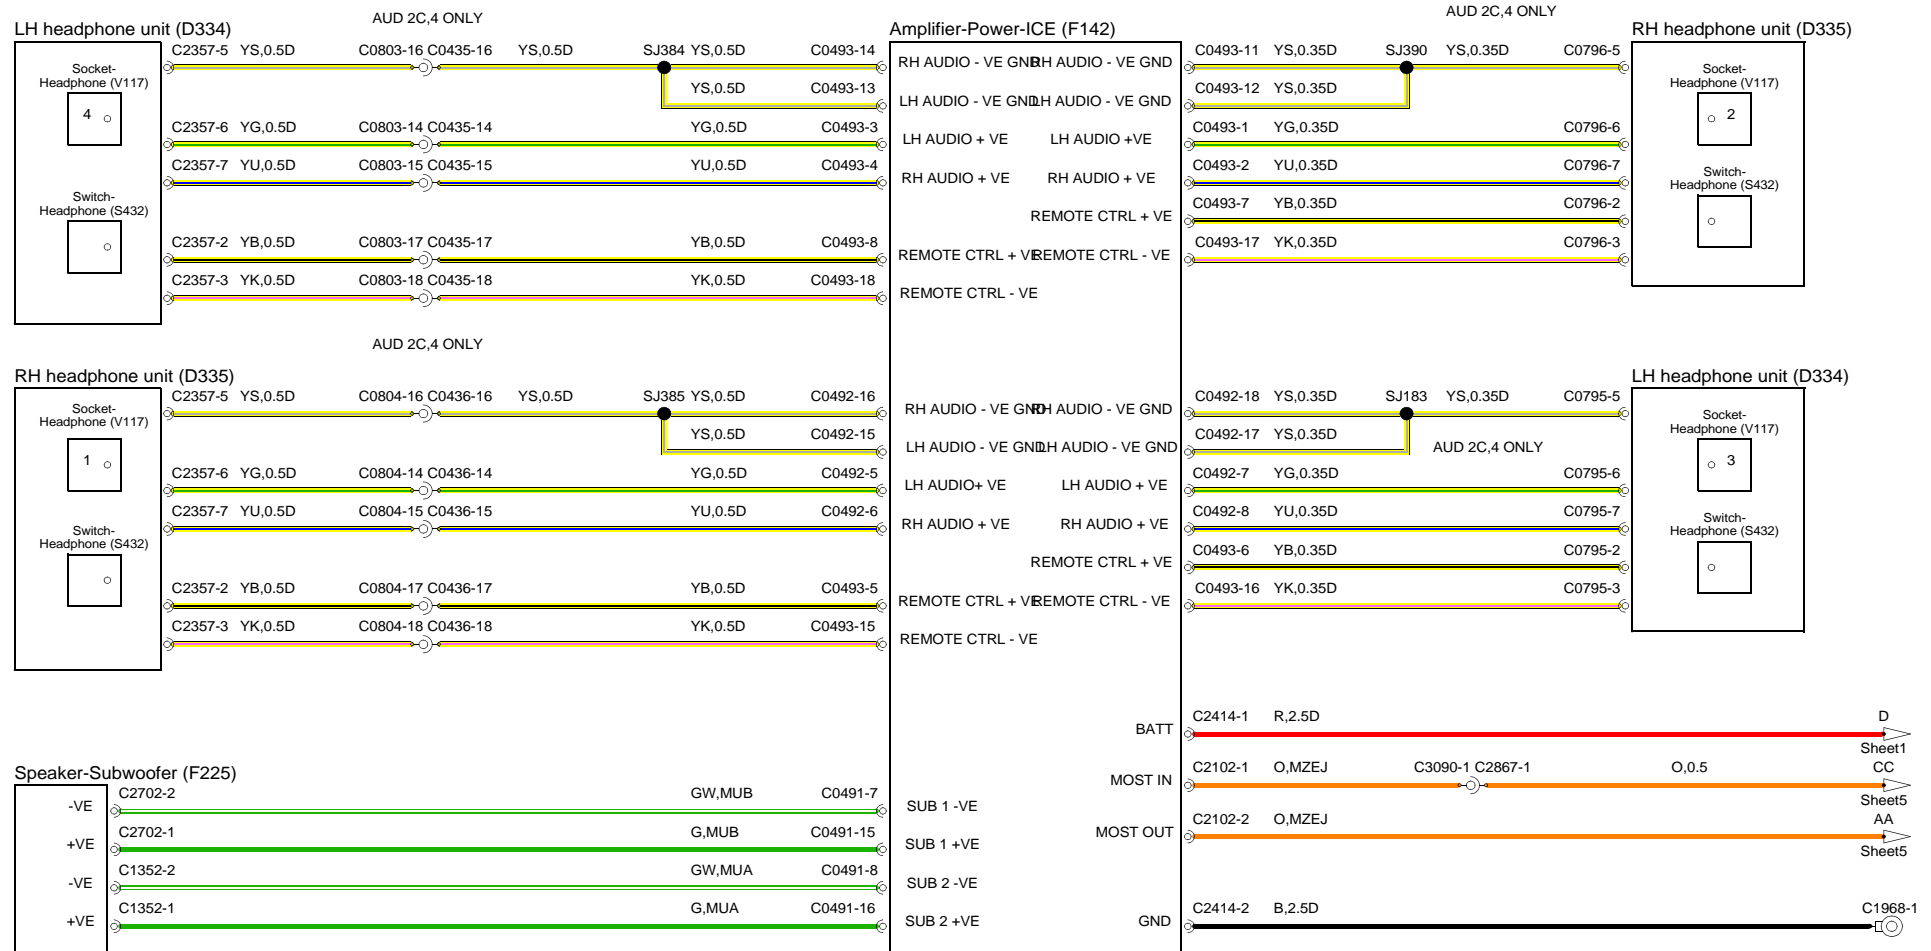 AUD 2C,4 ONLY
AUD 2C,4 ONLY
LH headphone unit (D334)
Amplifier-Power-ICE (F142)
RH headphone unit (D335)
C2357-5 YS,0.5D C0803-16 C0435-16 YS,0.5D SJ384 YS,0.5D C0493-14
RH AUDIO - VE GND RH AUDIO - VE GND
C0493-11 YS,0.35D SJ390 YS,0.35D C0796-5
Socket-
Headphone (V117)
4
YS,0.5D C0493-13
LH AUDIO - VE GND LH AUDIO - VE GND
C0493-12 YS,0.35D
Socket-
Headphone (V117)
2
C2357-6 YG,0.5D C0803-14 C0435-14 YG,0.5D C0493-3
LH AUDIO + VE LH AUDIO +VE
C0493-1 YG,0.35D C0796-6
C2357-7 YU,0.5D C0803-15 C0435-15 YU,0.5D C0493-4
RH AUDIO + VE RH AUDIO + VE
C0493-2 YU,0.35D C0796-7
Switch-
Headphone (S432)
Switch-
Headphone (S432)
REMOTE CTRL + VE
C0493-7 YB,0.35D C0796-2
C2357-2 YB,0.5D C0803-17 C0435-17 YB,0.5D C0493-8
REMOTE CTRL + VE REMOTE CTRL - VE
C0493-17 YK,0.35D C0796-3
C2357-3 YK,0.5D C0803-18 C0435-18 YK,0.5D C0493-18
REMOTE CTRL - VE
AUD 2C,4 ONLY
RH headphone unit (D335)
LH headphone unit (D334)
C2357-5 YS,0.5D C0804-16 C0436-16 YS,0.5D SJ385 YS,0.5D C0492-16
RH AUDIO - VE GND RH AUDIO - VE GND
C0492-18 YS,0.35D SJ183 YS,0.35D C0795-5
Socket-
Headphone (V117)
1
YS,0.5D C0492-15
LH AUDIO - VE GND LH AUDIO - VE GND
C0492-17 YS,0.35D
AUD 2C,4 ONLY
Socket-
Headphone (V117)
3
C2357-6 YG,0.5D C0804-14 C0436-14 YG,0.5D C0492-5
LH AUDIO+ VE LH AUDIO + VE
C0492-7 YG,0.35D C0795-6
C2357-7 YU,0.5D C0804-15 C0436-15 YU,0.5D C0492-6
RH AUDIO + VE RH AUDIO + VE
C0492-8 YU,0.35D C0795-7
Switch-
Headphone (S432)
Switch-
Headphone (S432)
REMOTE CTRL + VE
C0493-6 YB,0.35D C0795-2
C2357-2 YB,0.5D C0804-17 C0436-17 YB,0.5D C0493-5
REMOTE CTRL + VE REMOTE CTRL - VE
C0493-16 YK,0.35D C0795-3
C2357-3 YK,0.5D C0804-18 C0436-18 YK,0.5D C0493-15
REMOTE CTRL - VE
BATT C2414-1 R,2.5D D
Sheet1
MOST IN C2102-1 O,MZEJ C3090-1 C2867-1 O,0.5 CC
Sheet5
MOST OUT C2102-2 O,MZEJ AA
Sheet5
GND C2414-2 B,2.5D C1968-1
Speaker-Subwoofer (F225)
-VE C2702-2 GW,MUB C0491-7 SUB 1 -VE
+VE C2702-1 G,MUB C0491-15 SUB 1 +VE
-VE C1352-2 GW,MUA C0491-8 SUB 2 -VE
+VE C1352-1 G,MUA C0491-16 SUB 2 +VE